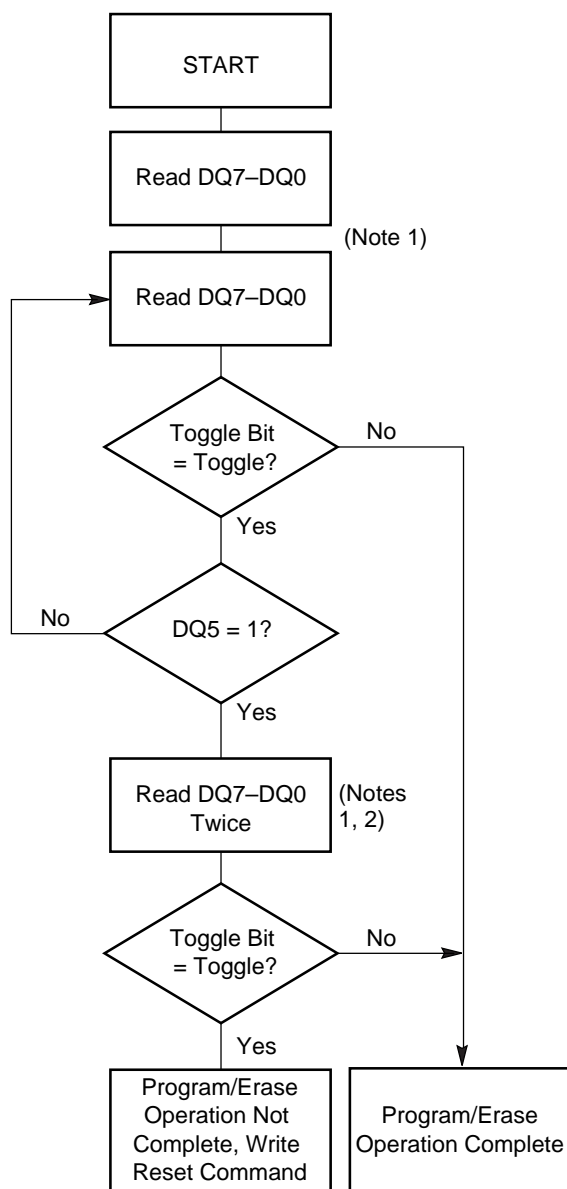 START
Read DQ7–DQ0
(Note 1)
Read DQ7–DQ0
Toggle Bit
= Toggle?
No
Yes
No
DQ5 = 1?
Yes
Read DQ7–DQ0
Twice
(Notes
1, 2)
Toggle Bit
= Toggle?
No
Yes
Program/Erase
Operation Not
Complete, Write
Reset Command
Program/Erase
Operation Complete